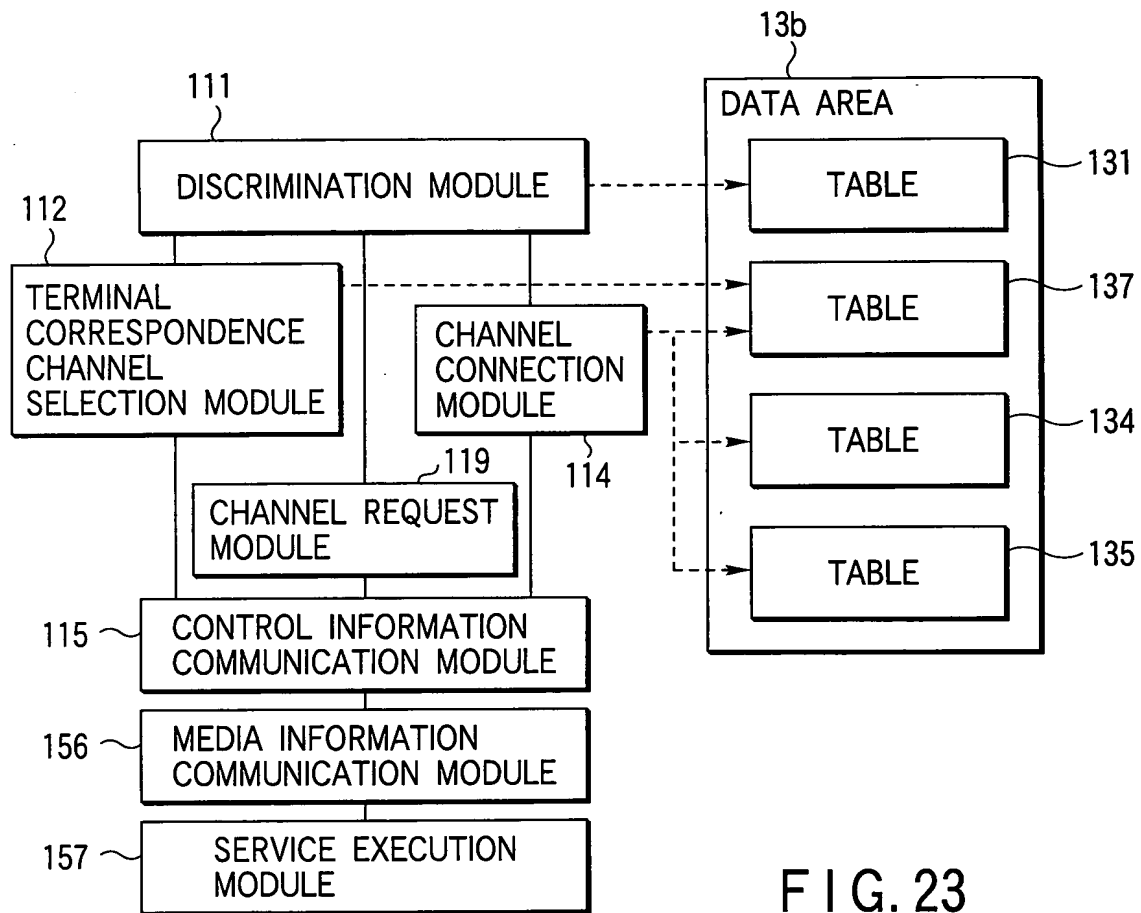 13b
DATA AREA
111
DISCRIMINATION MODULE
TABLE
131
112
TERMINAL
CORRESPONDENCE
CHANNEL
SELECTION MODULE
CHANNEL
CONNECTION
MODULE
114
TABLE
137
TABLE
134
119
CHANNEL REQUEST
MODULE
TABLE
135
115
CONTROL INFORMATION
COMMUNICATION MODULE
156
MEDIA INFORMATION
COMMUNICATION MODULE
157
SERVICE EXECUTION
MODULE
FIG. 23